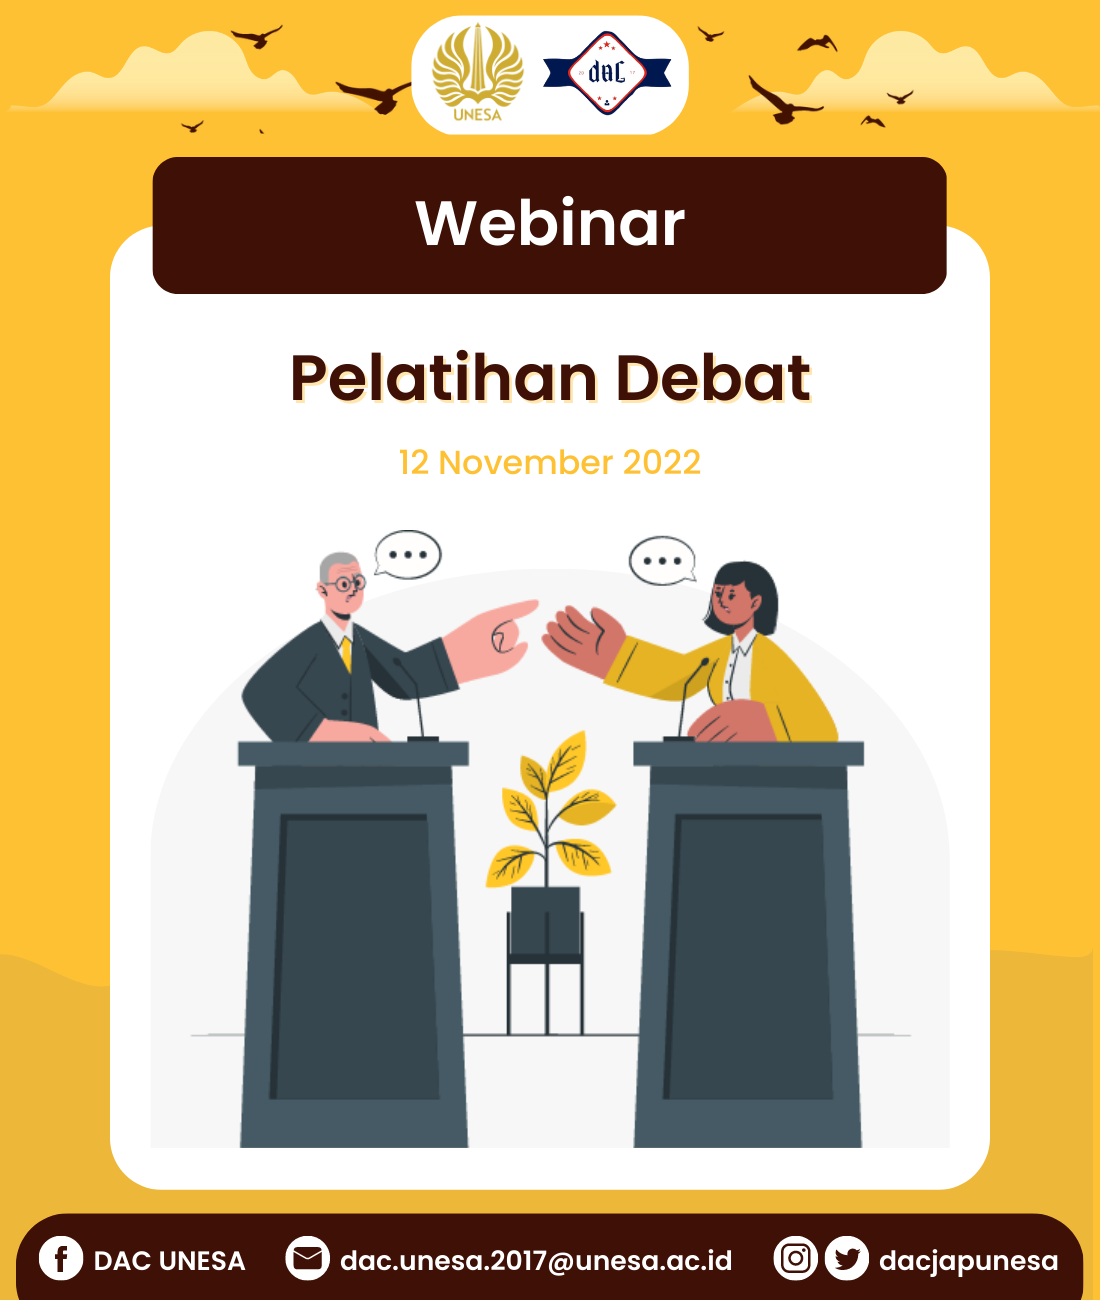 UNESA
dAC
Webinar
Pelatihan Debat
12 November 2022
DAC UNESA
dac.unesa.2017@unesa.ac.id
dacjapunesa